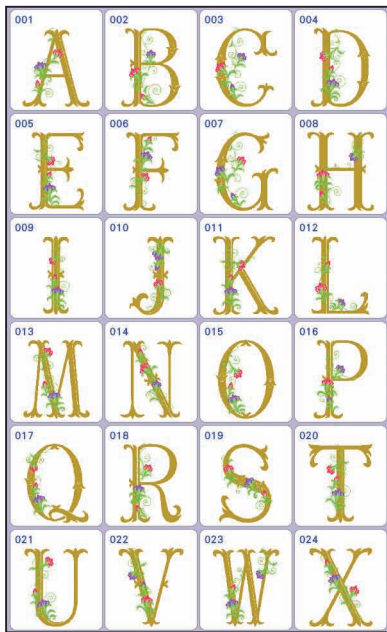 001 002 003 004
A B C D
005 006 007 008
E F G H
009 010 011 012
I J K L
013 014 015 016
M N O P
017 018 019 020
Q R S T
021 022 023 024
U V W X